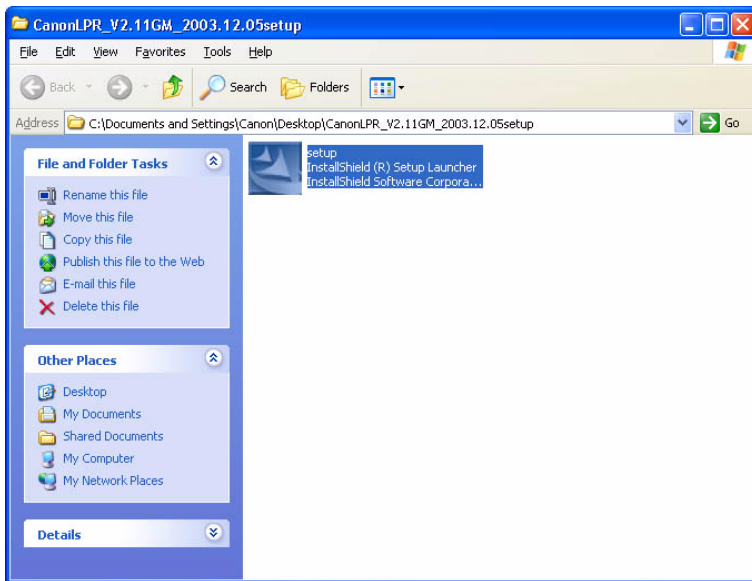 CanonLPR_V2.11GM_2003.12.05setup
File Edit View Favorites Tools Help
Back Search Folders
Address C:\Documents and Settings\Canon\Desktop\CanonLPR_V2.11GM_2003.12.05setup Go
File and Folder Tasks
Rename this file
Move this file
Copy this file
Publish this file to the Web
E-mail this file
Delete this file
Other Places
Desktop
My Documents
Shared Documents
My Computer
My Network Places
Details
setup
InstallShield (R) Setup Launcher
InstallShield Software Corpora...